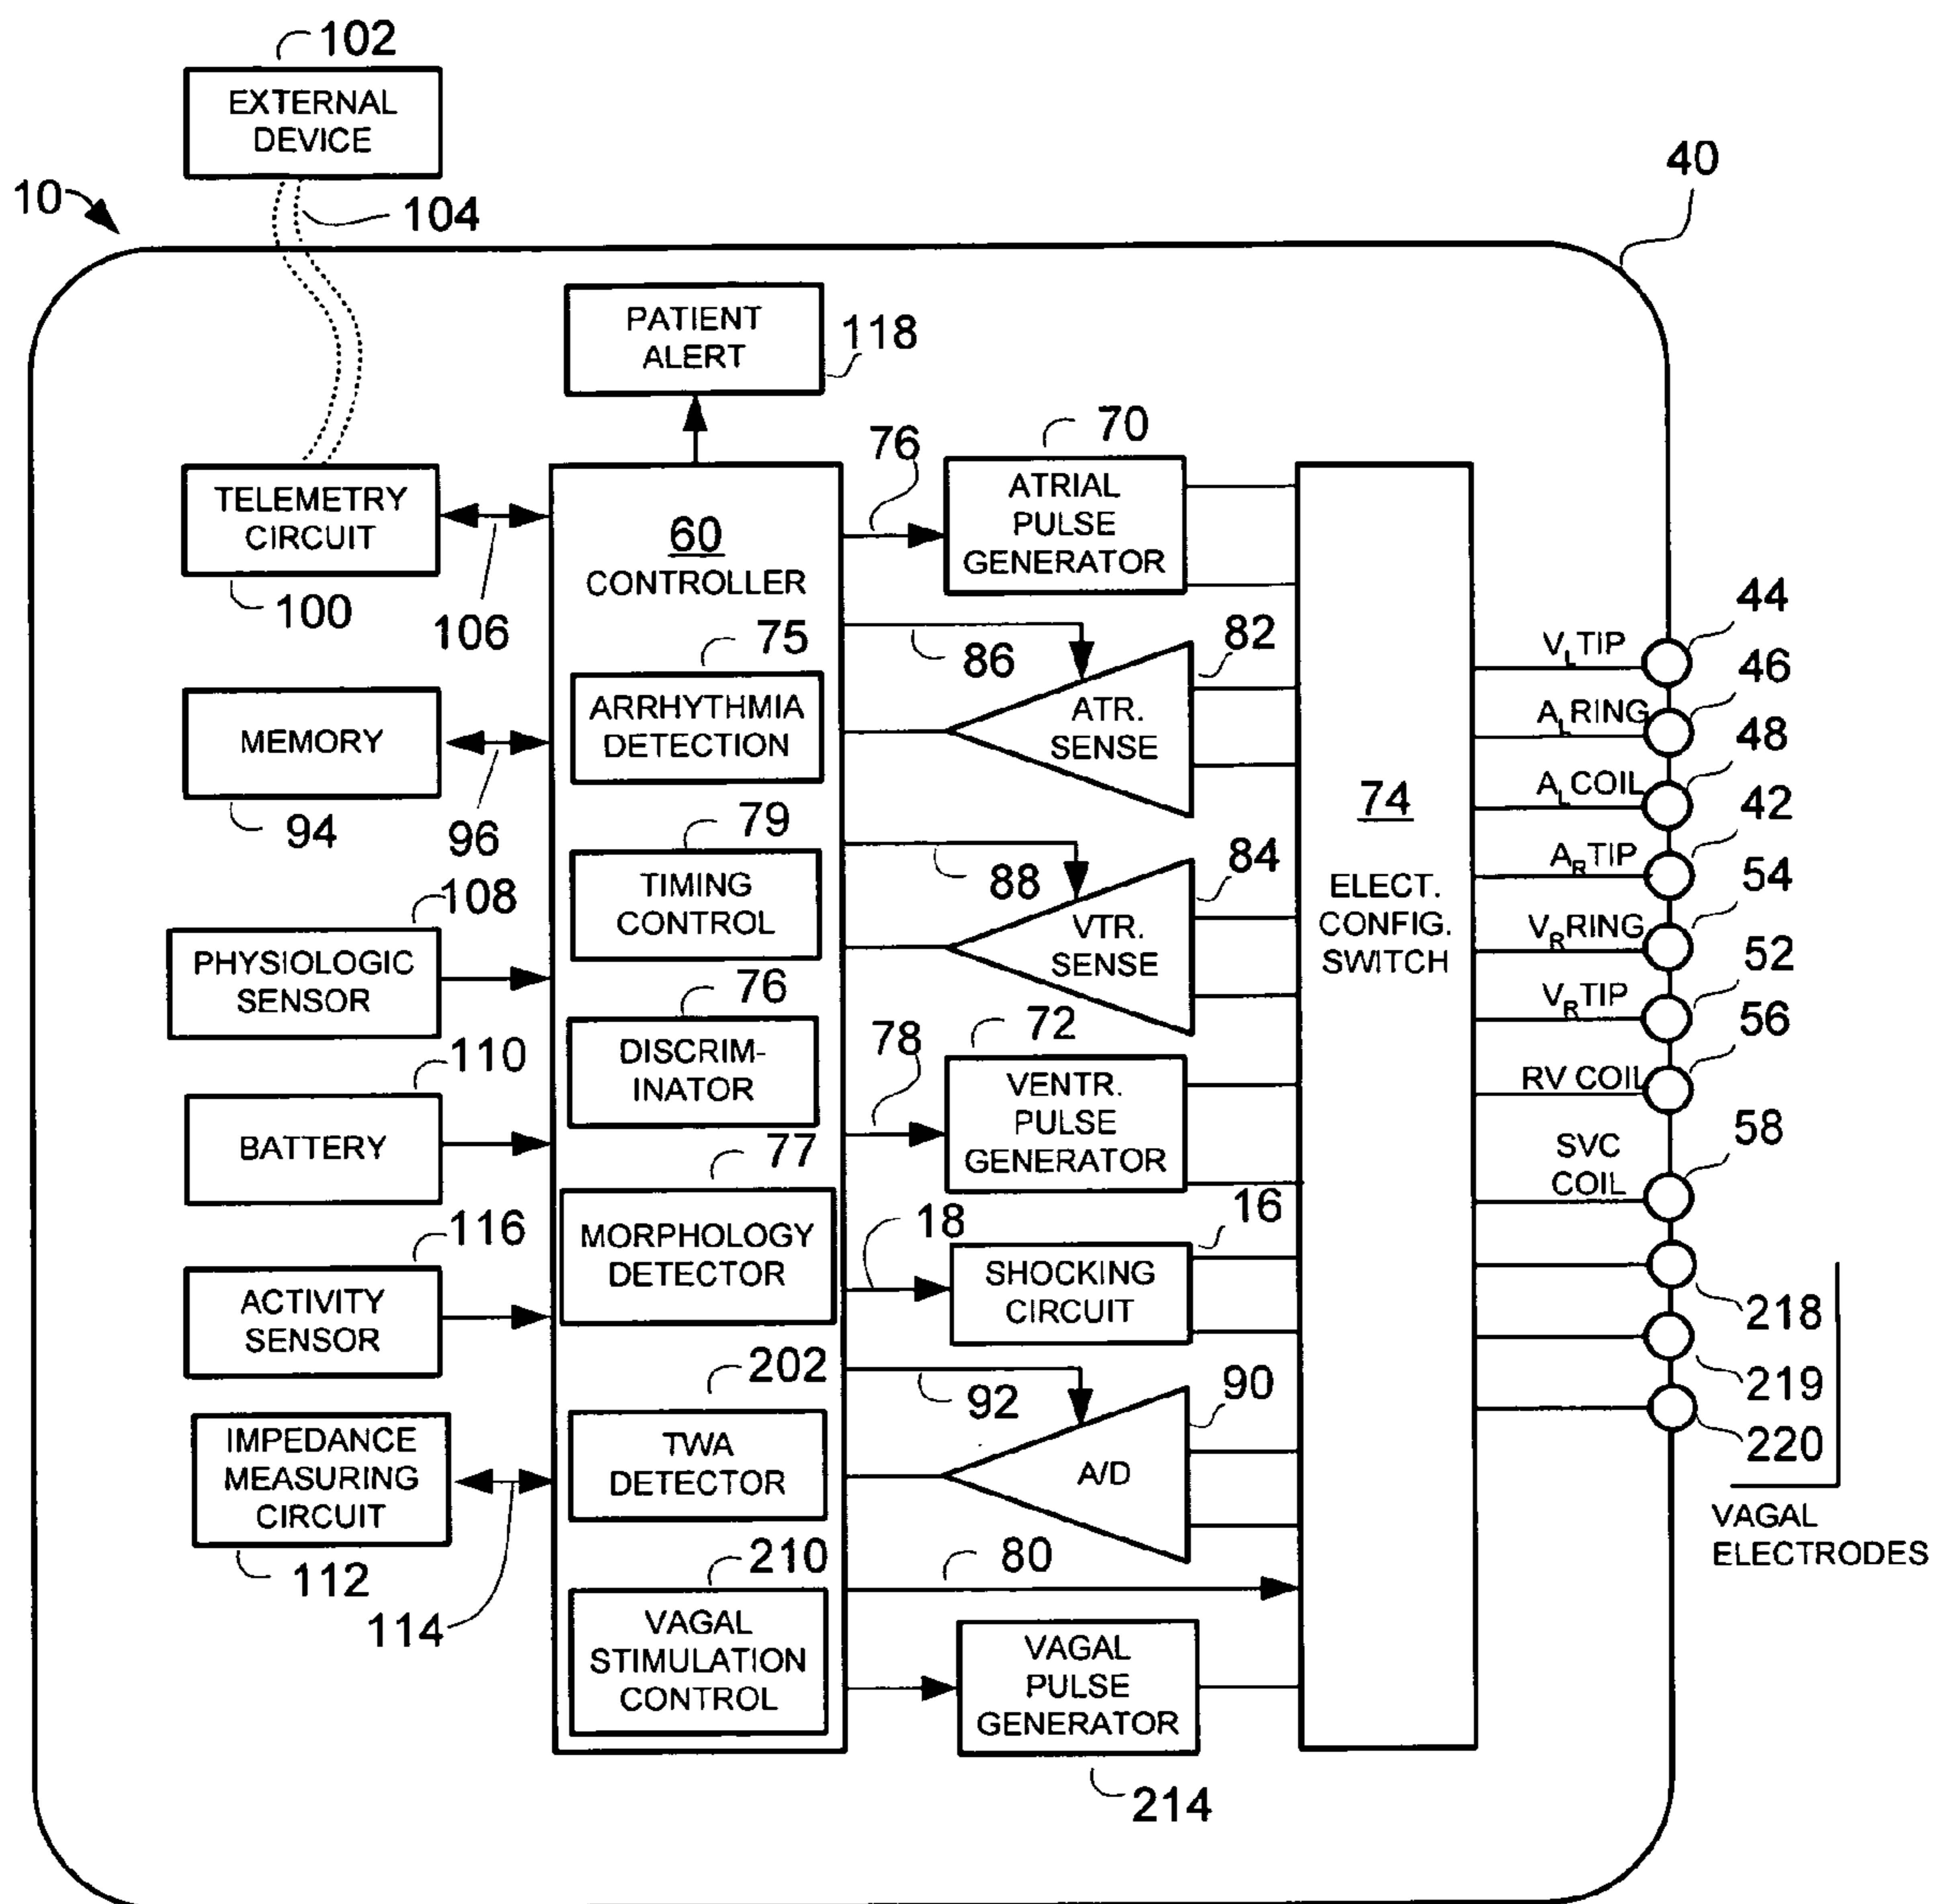 102
EXTERNAL
DEVICE
10
104
40
PATIENT
ALERT
118
TELEMETRY
CIRCUIT
100
106
MEMORY
94
96
108
PHYSIOLOGIC
SENSOR
110
BATTERY
116
ACTIVITY
SENSOR
IMPEDANCE
MEASURING
CIRCUIT
112
114
60
CONTROLLER
75
ARRHYTHMIA
DETECTION
79
TIMING
CONTROL
76
DISCRIM-
INATOR
77
MORPHOLOGY
DETECTOR
202
TWA
DETECTOR
210
VAGAL
STIMULATION
CONTROL
76
70
ATRIAL
PULSE
GENERATOR
86
82
ATR.
SENSE
88
84
VTR.
SENSE
78
72
VENTR.
PULSE
GENERATOR
18
16
SHOCKING
CIRCUIT
92
90
A/D
80
VAGAL
PULSE
GENERATOR
214
74
ELECT.
CONFIG.
SWITCH
VLTIP
44
ALRING
46
ALCOIL
48
ARTIP
42
VRRING
54
VRTIP
52
RV COIL
56
SVC
COIL
58
218
219
220
VAGAL
ELECTRODES